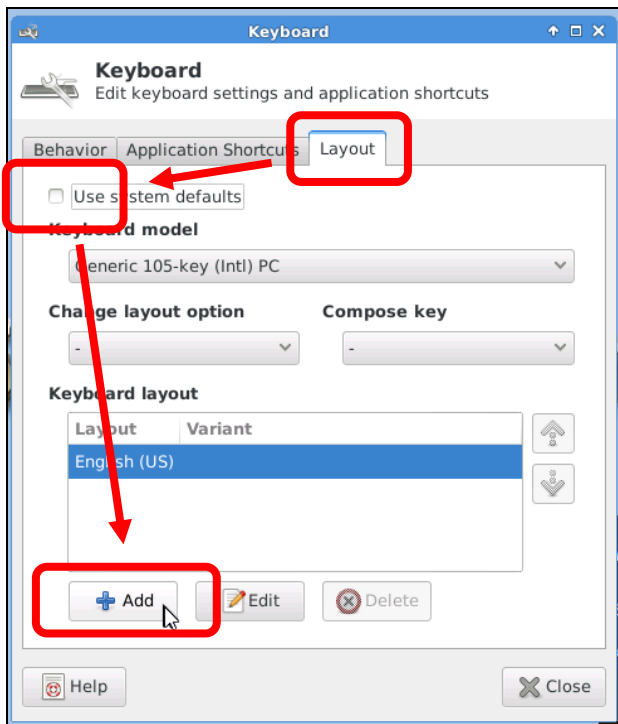 Keyboard
Keyboard
Edit keyboard settings and application shortcuts
Behavior Application Shortcuts Layout
Use system defaults
Keyboard model
Generic 105-key (Intl) PC
Change layout option Compose key
- -
Keyboard layout
Layout Variant
English (US)
Add Edit Delete
Help Close